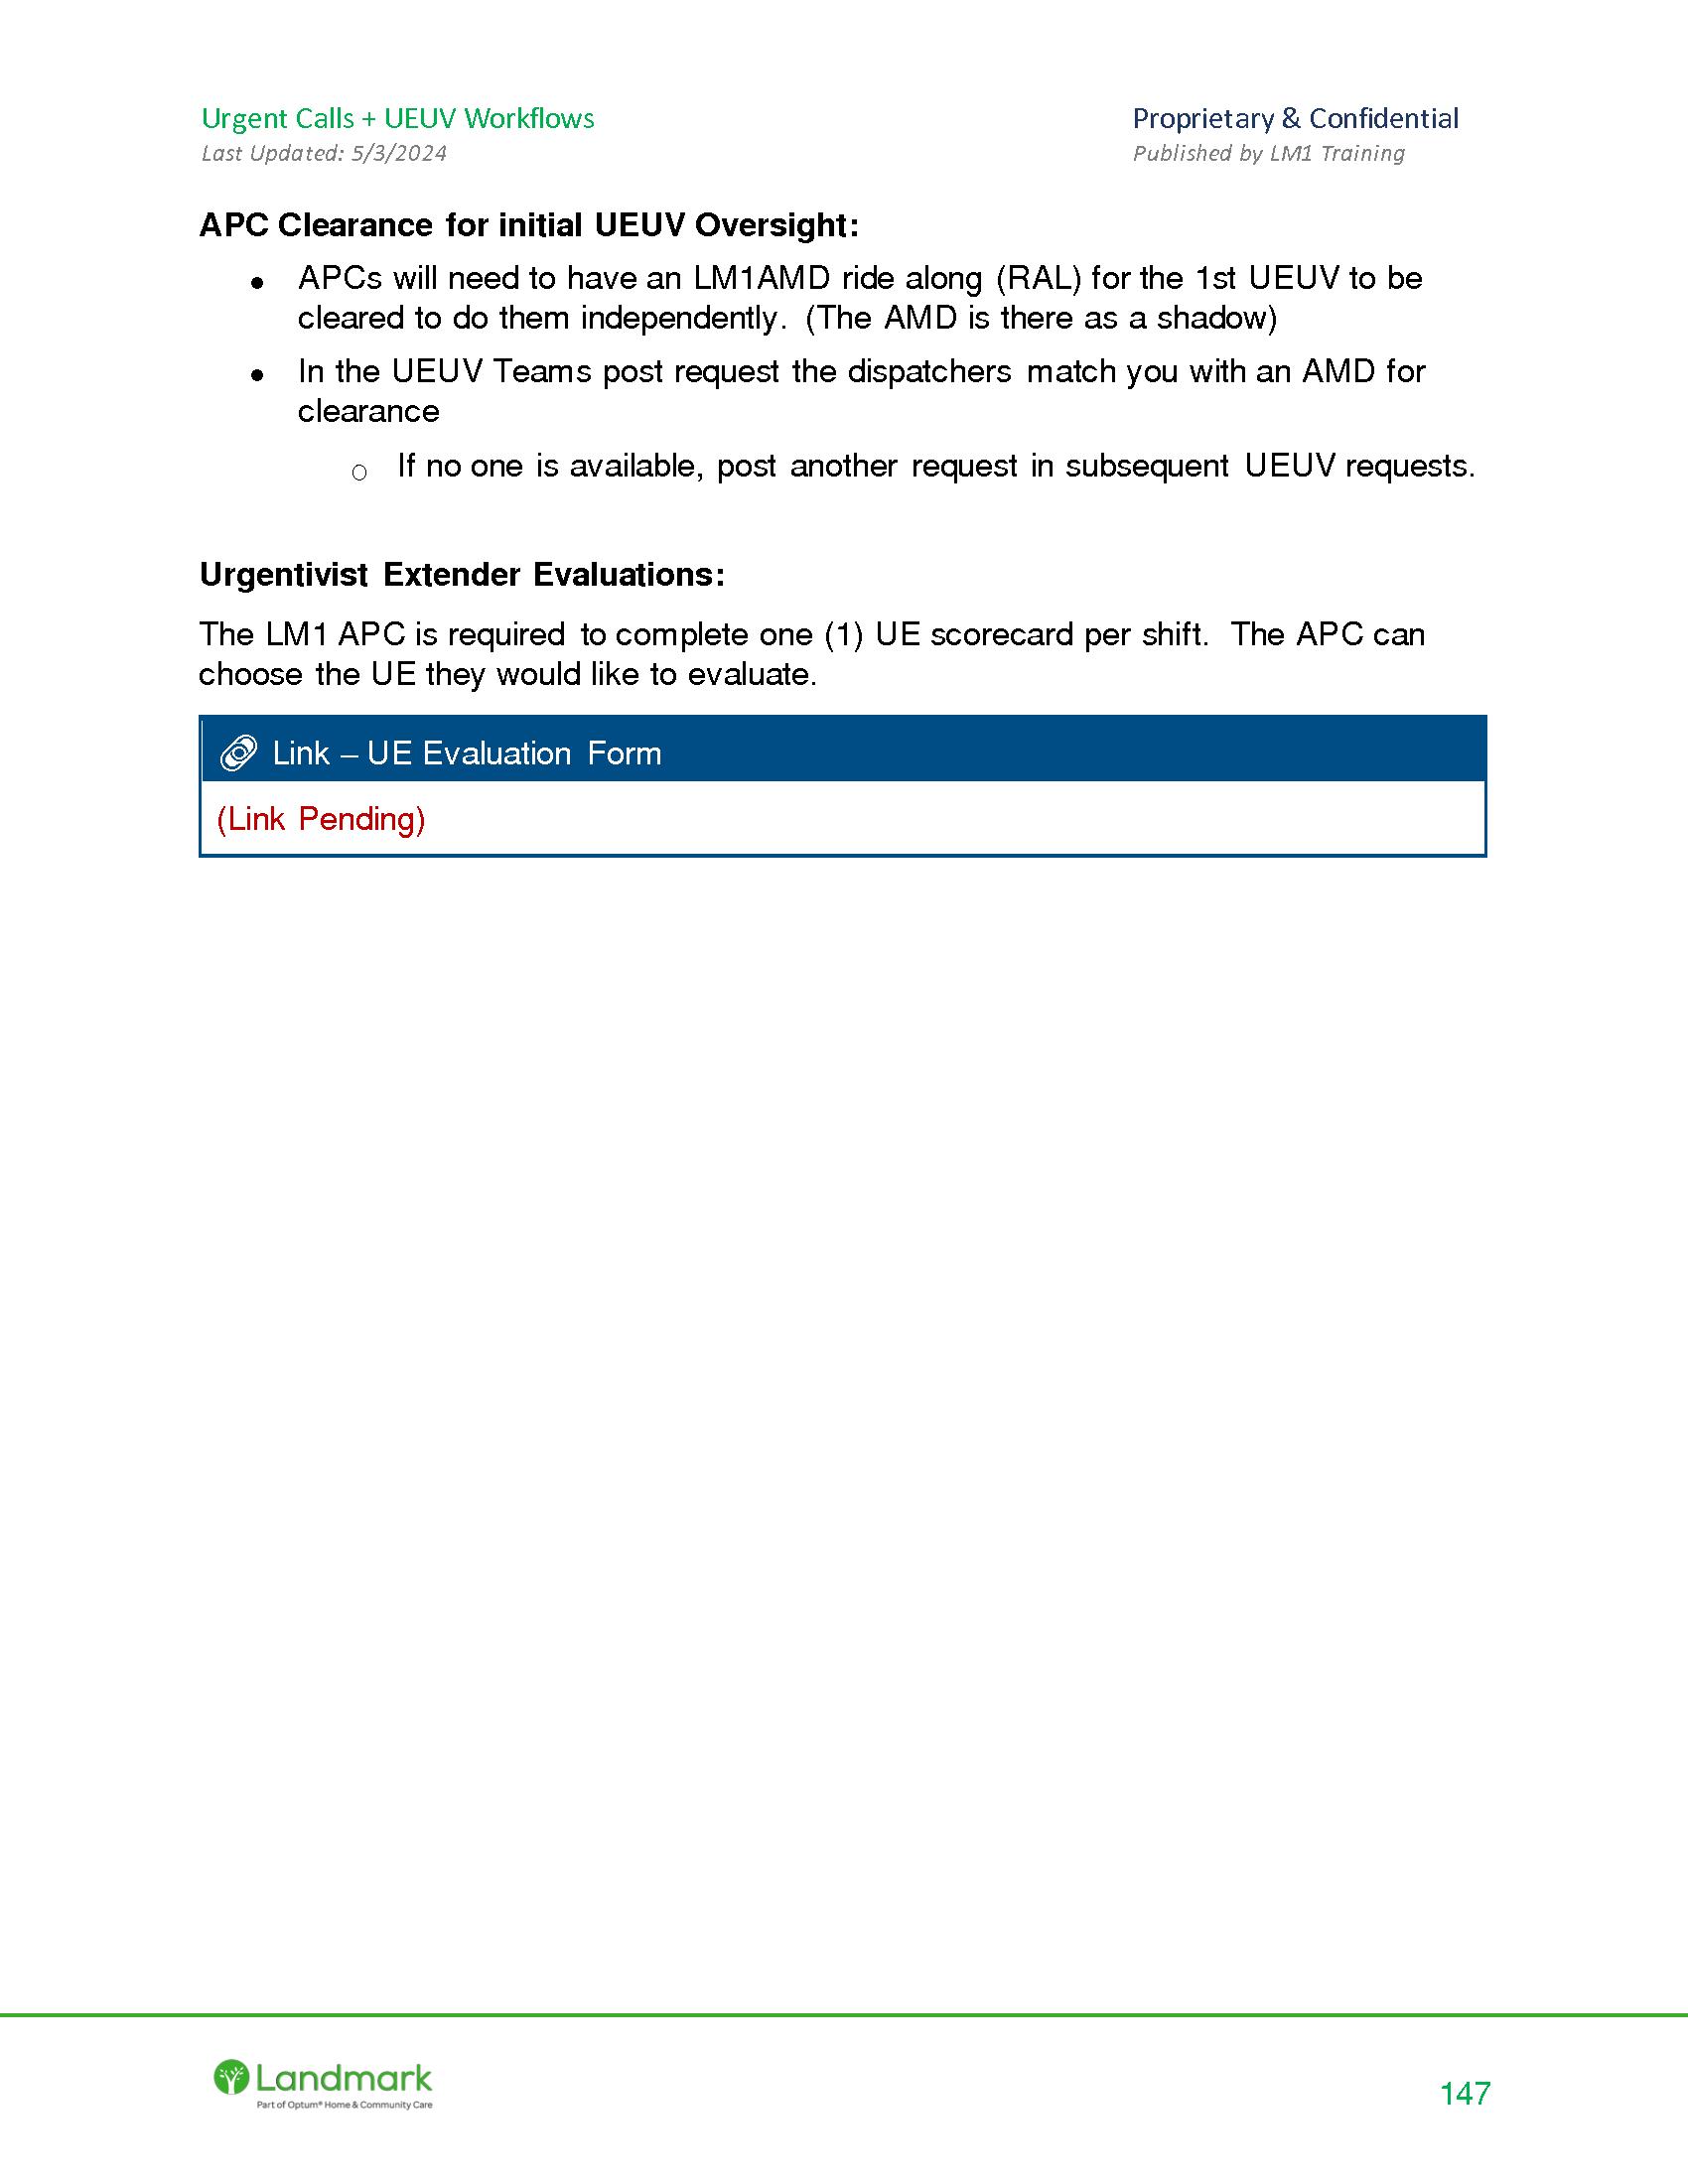 Urgent Calls + UEUV Workflows
Proprietary & Confidential
Last Updated: 5/3/2024
Published by LM1 Training
APC Clearance for initial UEUV Oversight:
• APCs will need to have an LM1AMD ride along (RAL) for the 1st UEUV to be
cleared to do them independently. (The AMD is there as a shadow)
• In the UEUV Teams post request the dispatchers match you with an AMD for
clearance
o If no one is available, post another request in subsequent UEUV requests.
Urgentivist Extender Evaluations:
The LM1 APC is required to complete one (1) UE scorecard per shift. The APC can
choose the UE they would like to evaluate.
Link – UE Evaluation Form
(Link Pending)
Landmark
Part of Optum® Home & Community Care
147